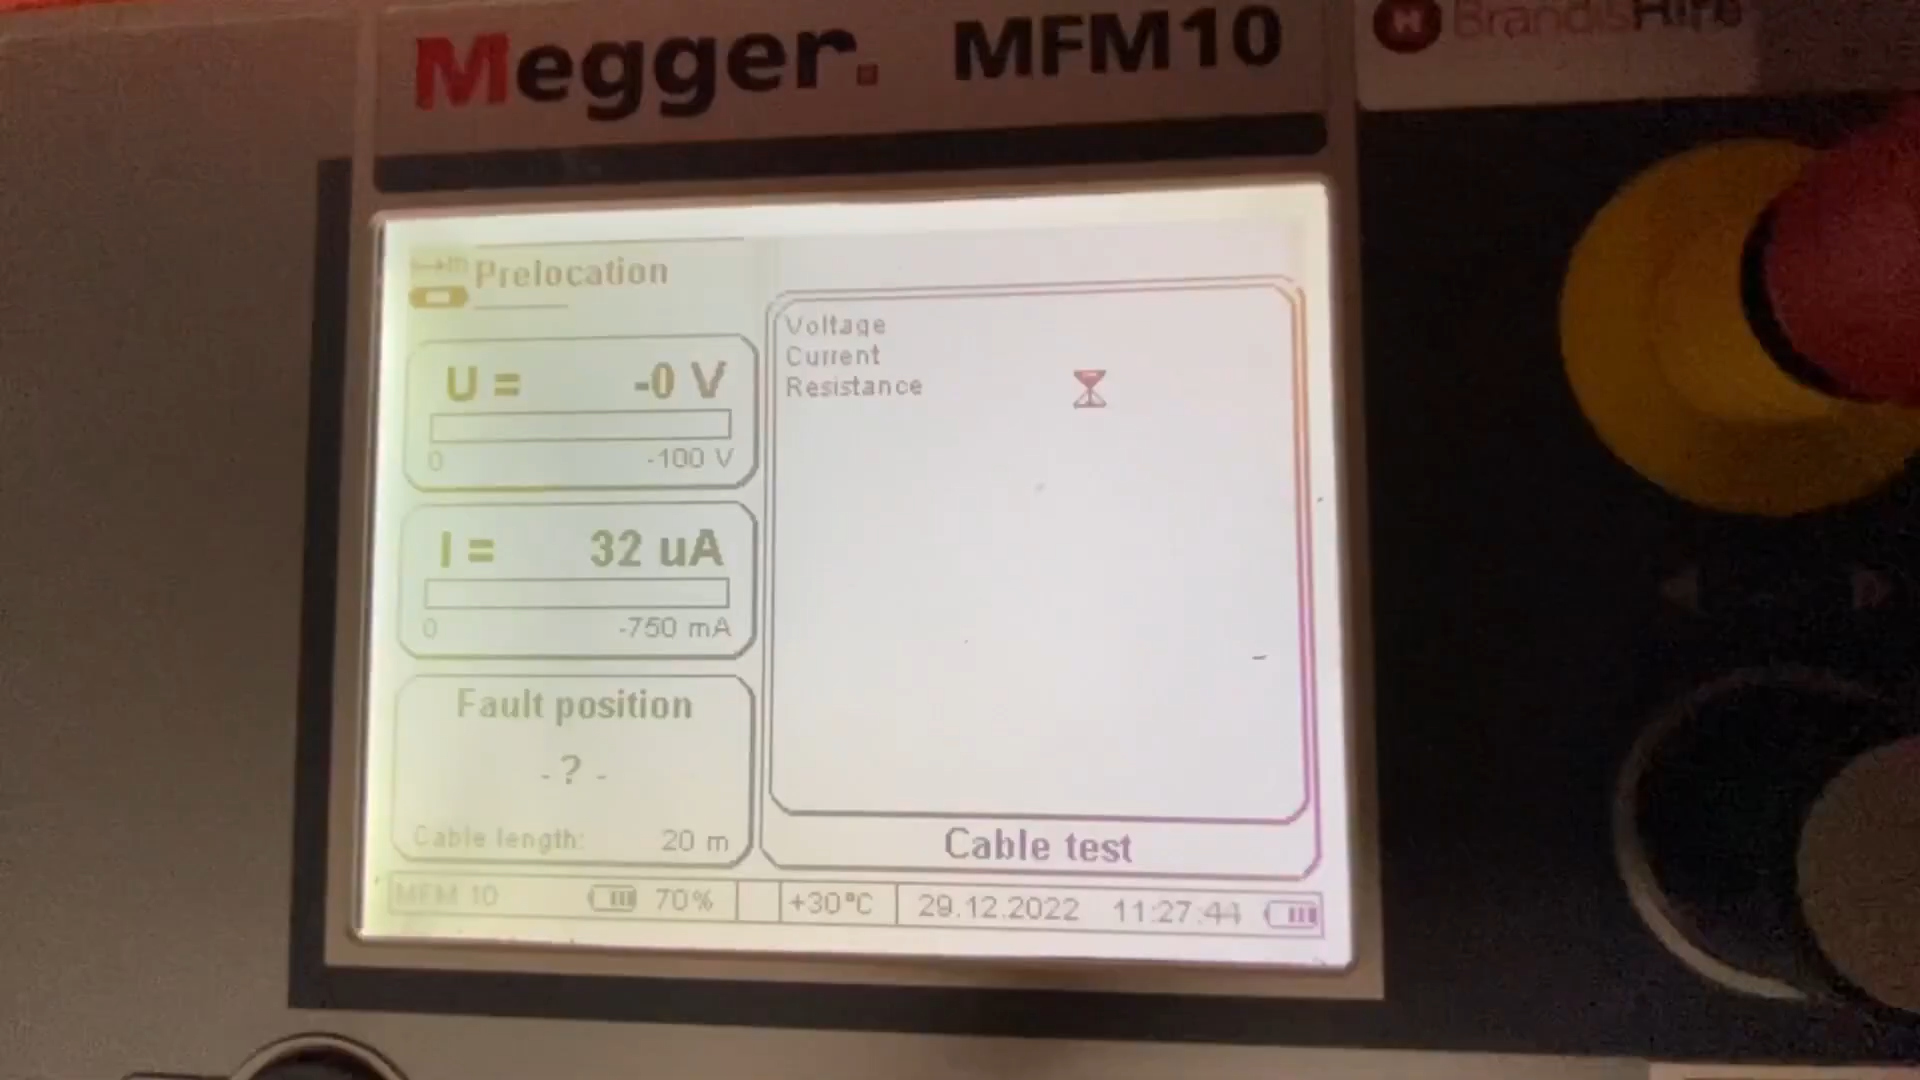 Megger. MFM10
BrandisHire
Prelocation
U = -0 V
0 -100 V
I = 32 uA
0 -750 mA
Fault position
- ? -
Cable length: 20 m
Voltage
Current
Resistance
Cable test
MFM 10 70% +30°C 29.12.2022 11:27:44